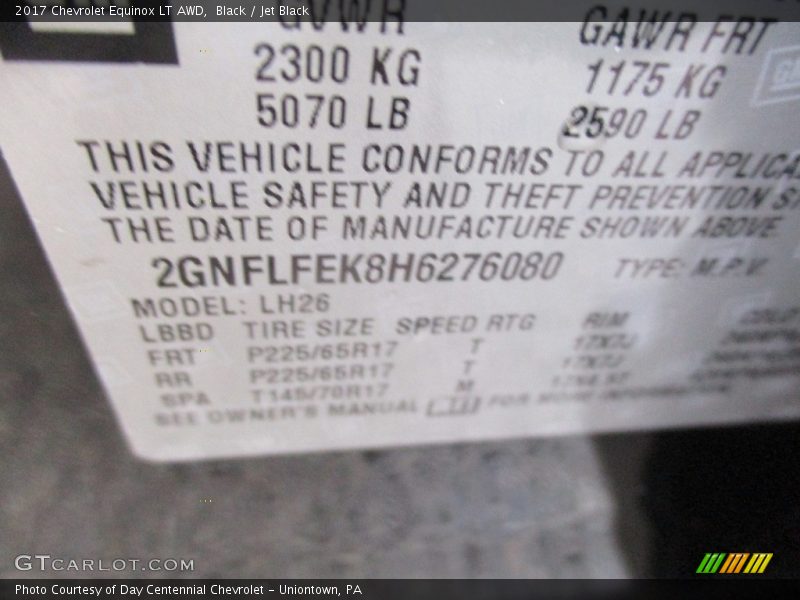 2017 Chevrolet Equinox LT AWD, Black / Jet Black
GVWR GAWR FRT
2300 KG 1175 KG
5070 LB 2590 LB
THIS VEHICLE CONFORMS TO ALL APPLICA
VEHICLE SAFETY AND THEFT PREVENTION S
THE DATE OF MANUFACTURE SHOWN ABOVE
2GNFLFEK8H6276080 TYPE: M.P.V.
MODEL: LH26
LBBD TIRE SIZE SPEED RTG RIM COLD
FRT P225/65R17 T 17X7J
RR P225/65R17 T 17X7J
SPA T145/70R17 M
SEE OWNER'S MANUAL FOR MORE INFORMATION
GTCARLOT.COM
Photo Courtesy of Day Centennial Chevrolet - Uniontown, PA